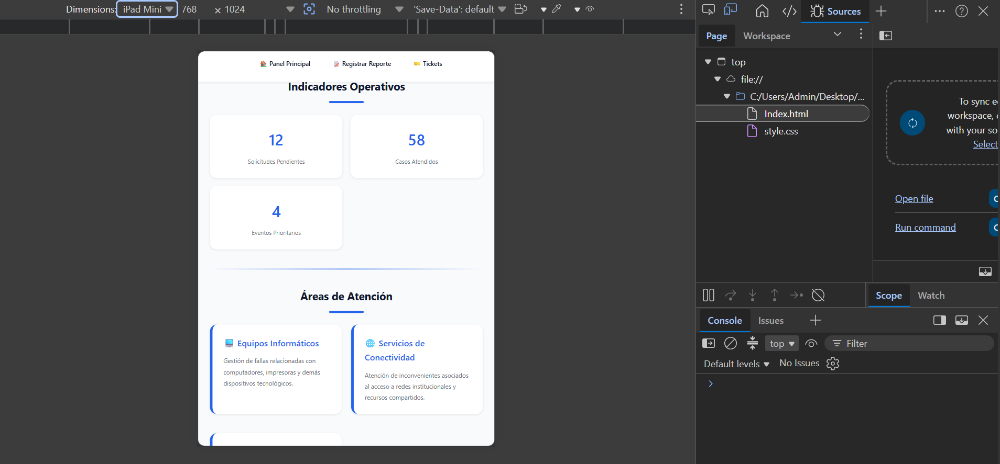 Dimensions: iPad Mini 768 × 1024 No throttling 'Save-Data': default
Panel Principal Registrar Reporte Tickets
Indicadores Operativos
12
Solicitudes Pendientes
58
Casos Atendidos
4
Eventos Prioritarios
Áreas de Atención
Equipos Informáticos
Gestión de fallas relacionadas con
computadores, impresoras y demás
dispositivos tecnológicos.
Servicios de
Conectividad
Atención de inconvenientes asociados
al acceso a redes institucionales y
recursos compartidos.
Sources
Page Workspace
top
file://
C:/Users/Admin/Desktop/...
Index.html
style.css
To sync e
workspace,
with your so
Select
Open file
Run command
Scope Watch
Console Issues
top Filter
Default levels No Issues